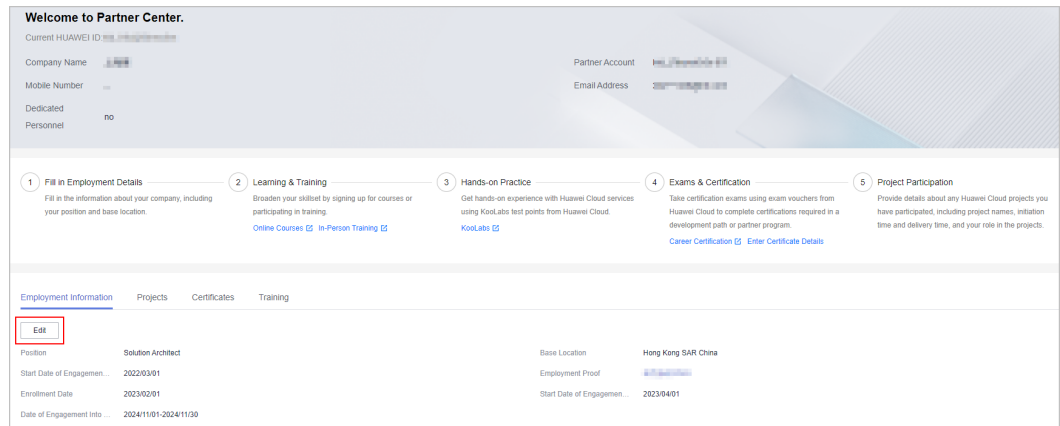 Welcome to Partner Center.
Current HUAWEI ID:
Company Name
Partner Account
Mobile Number
Email Address
Dedicated
Personnel
no
1 Fill in Employment Details
Fill in the information about your company, including
your position and base location.
2 Learning & Training
Broaden your skillset by signing up for courses or
participating in training.
Online Courses In-Person Training
3 Hands-on Practice
Get hands-on experience with Huawei Cloud services
using KooLabs test points from Huawei Cloud.
KooLabs
4 Exams & Certification
Take certification exams using exam vouchers from
Huawei Cloud to complete certifications required in a
development path or partner program.
Career Certification Enter Certificate Details
5 Project Participation
Provide details about any Huawei Cloud projects you
have participated, including project names, initiation
time and delivery time, and your role in the projects.
Employment Information Projects Certificates Training
Edit
Position Solution Architect
Base Location Hong Kong SAR China
Start Date of Engagemen... 2022/03/01
Employment Proof
Enrollment Date 2023/02/01
Start Date of Engagemen... 2023/04/01
Date of Engagement Into ... 2024/11/01-2024/11/30